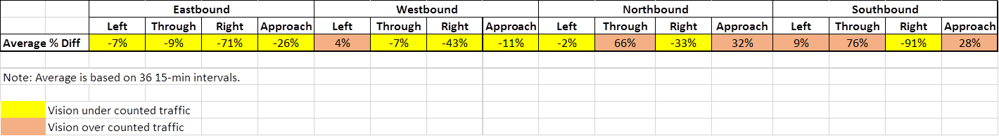 Eastbound Westbound Northbound Southbound
Left Through Right Approach Left Through Right Approach Left Through Right Approach Left Through Right Approach
Average % Diff -7% -9% -71% -26% 4% -7% -43% -11% -2% 66% -33% 32% 9% 76% -91% 28%
Note: Average is based on 36 15-min intervals.
Vision under counted traffic
Vision over counted traffic